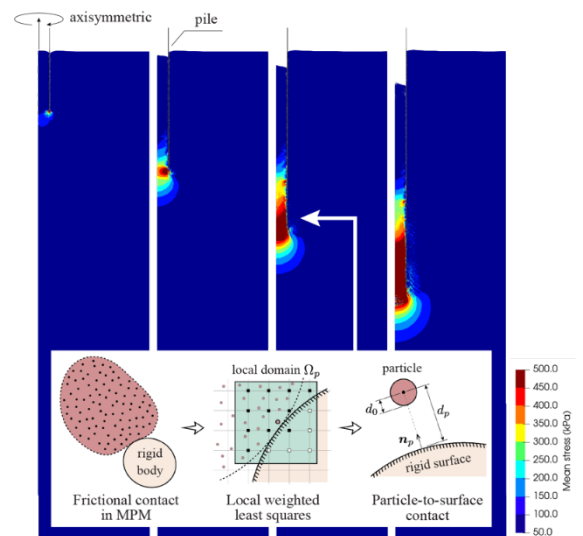 axisymmetric
pile
local domain Ωp
particle
d0
dp
np
rigid
body
rigid surface
Frictional contact
in MPM
Local weighted
least squares
Particle-to-surface
contact
500.0
450.0
400.0
350.0
300.0
250.0
200.0
150.0
100.0
50.0
Mean stress (kPa)